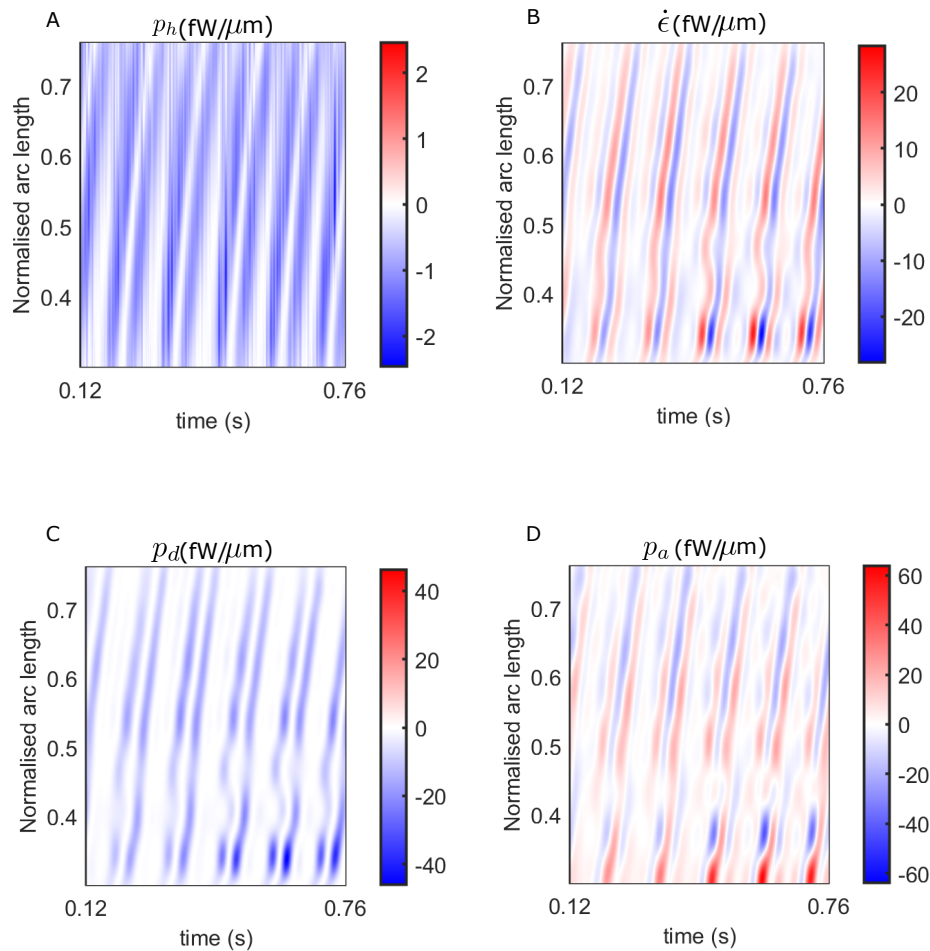 A
p_h(fW/μm)
Normalised arc length
0.7
0.6
0.5
0.4
0.12
0.76
time (s)
2
1
0
-1
-2
B
ϵ̇(fW/μm)
Normalised arc length
0.7
0.6
0.5
0.4
0.12
0.76
time (s)
20
10
0
-10
-20
C
p_d(fW/μm)
Normalised arc length
0.7
0.6
0.5
0.4
0.12
0.76
time (s)
40
20
0
-20
-40
D
p_a (fW/μm)
Normalised arc length
0.7
0.6
0.5
0.4
0.12
0.76
time (s)
60
40
20
0
-20
-40
-60